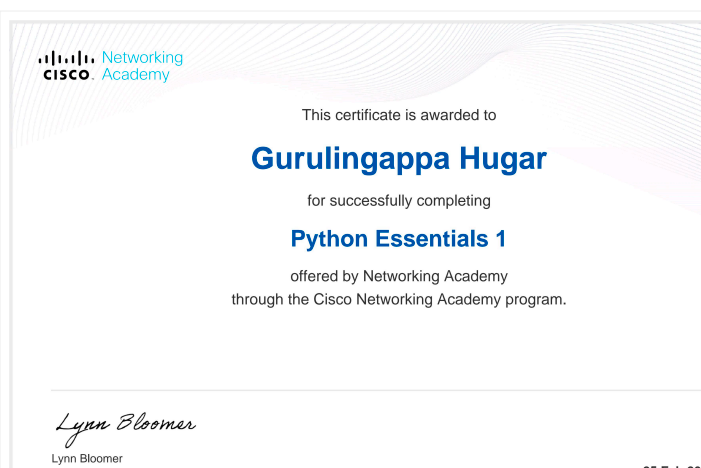 Networking
CISCO. Academy
This certificate is awarded to
Gurulingappa Hugar
for successfully completing
Python Essentials 1
offered by Networking Academy
through the Cisco Networking Academy program.
Lynn Bloomer
Lynn Bloomer